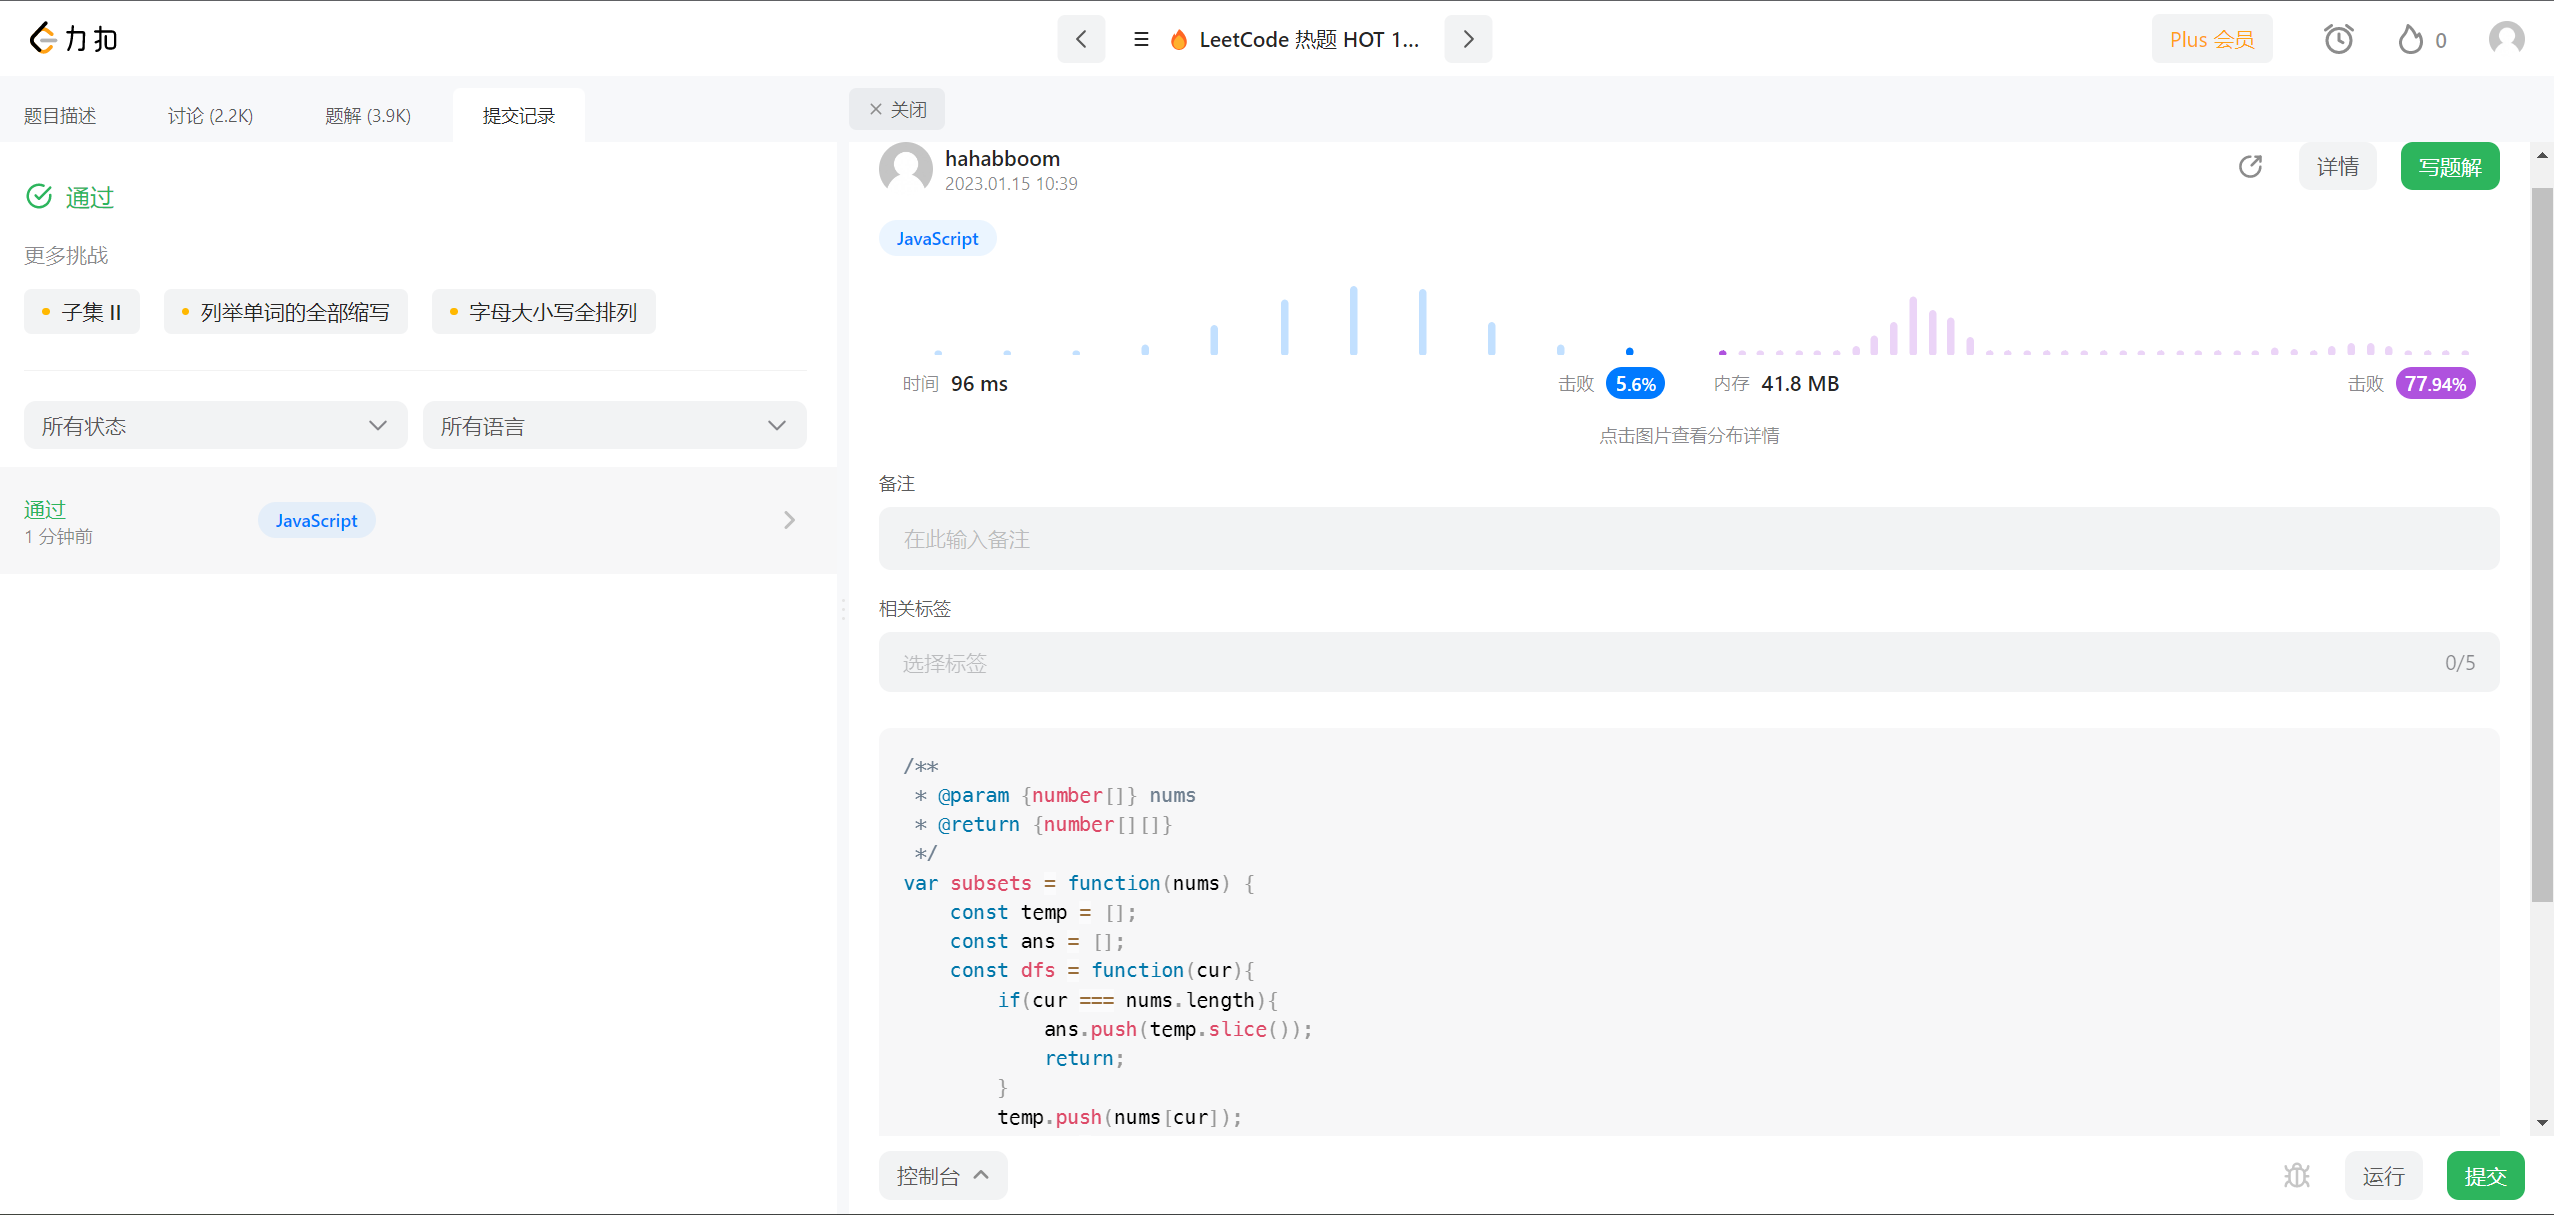 力扣
LeetCode 热题 HOT 1...
Plus 会员
0
题目描述
讨论 (2.2K)
题解 (3.9K)
提交记录
关闭
通过
更多挑战
子集 II
列举单词的全部缩写
字母大小写全排列
所有状态
所有语言
通过
1 分钟前
JavaScript
hahabboom
2023.01.15 10:39
详情
写题解
JavaScript
时间 96 ms
击败 5.6%
内存 41.8 MB
击败 77.94%
点击图片查看分布详情
备注
在此输入备注
相关标签
选择标签
0/5
/**
 * @param {number[]} nums
 * @return {number[][]}
 */
var subsets = function(nums) {
    const temp = [];
    const ans = [];
    const dfs = function(cur){
        if(cur === nums.length){
            ans.push(temp.slice());
            return;
        }
        temp.push(nums[cur]);
控制台
运行
提交